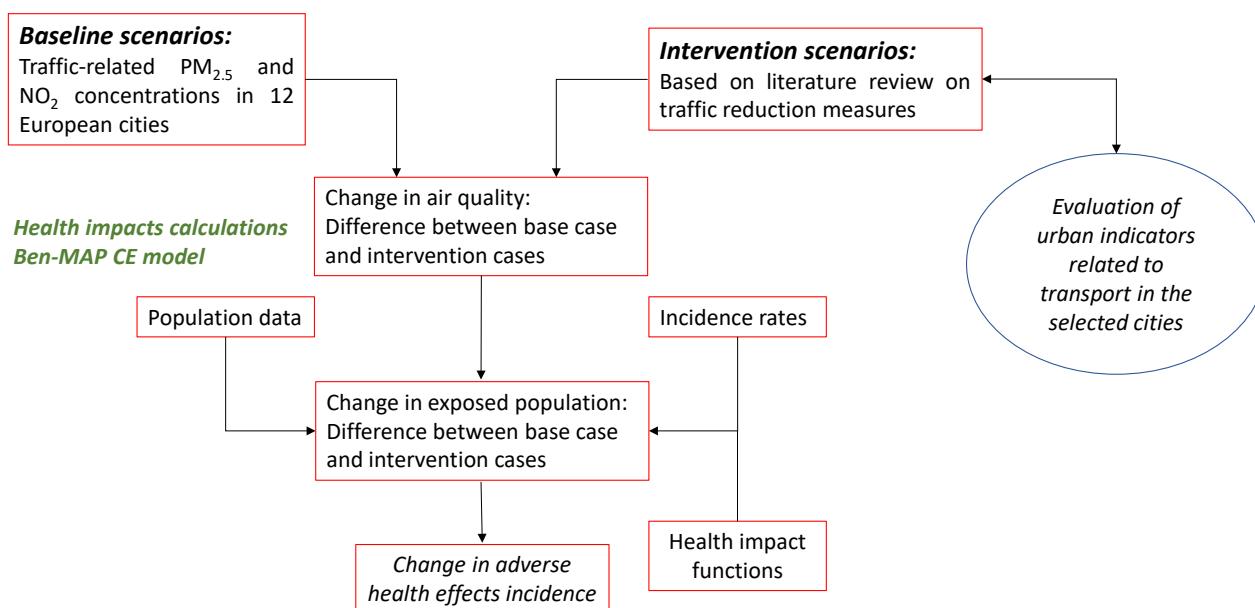 Baseline scenarios:
Traffic-related PM2.5 and
NO2 concentrations in 12
European cities
Intervention scenarios:
Based on literature review on
traffic reduction measures
Change in air quality:
Difference between base case
and intervention cases
Health impacts calculations
Ben-MAP CE model
Evaluation of
urban indicators
related to
transport in the
selected cities
Population data
Incidence rates
Change in exposed population:
Difference between base case
and intervention cases
Health impact
functions
Change in adverse
health effects incidence